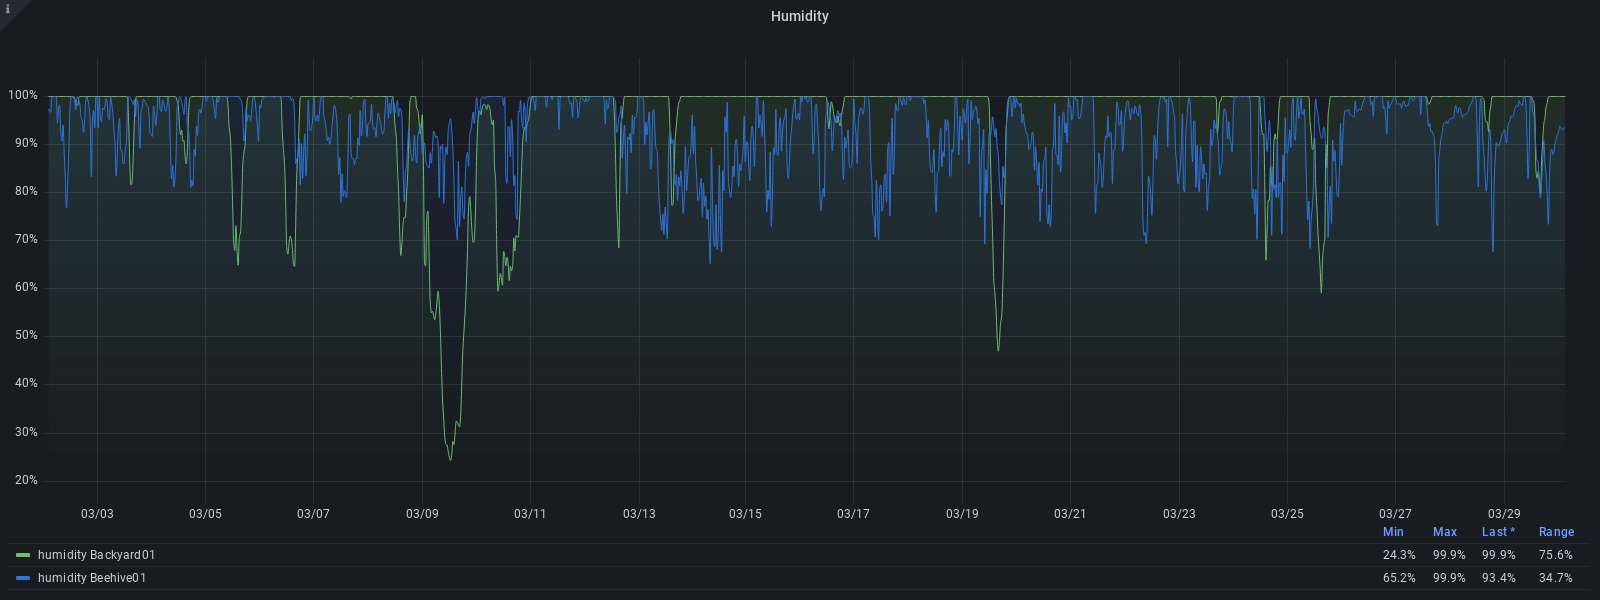 i
Humidity
100%
90%
80%
70%
60%
50%
40%
30%
20%
03/03 03/05 03/07 03/09 03/11 03/13 03/15 03/17 03/19 03/21 03/23 03/25 03/27 03/29
Min Max Last * Range
humidity Backyard01 24.3% 99.9% 99.9% 75.6%
humidity Beehive01 65.2% 99.9% 93.4% 34.7%